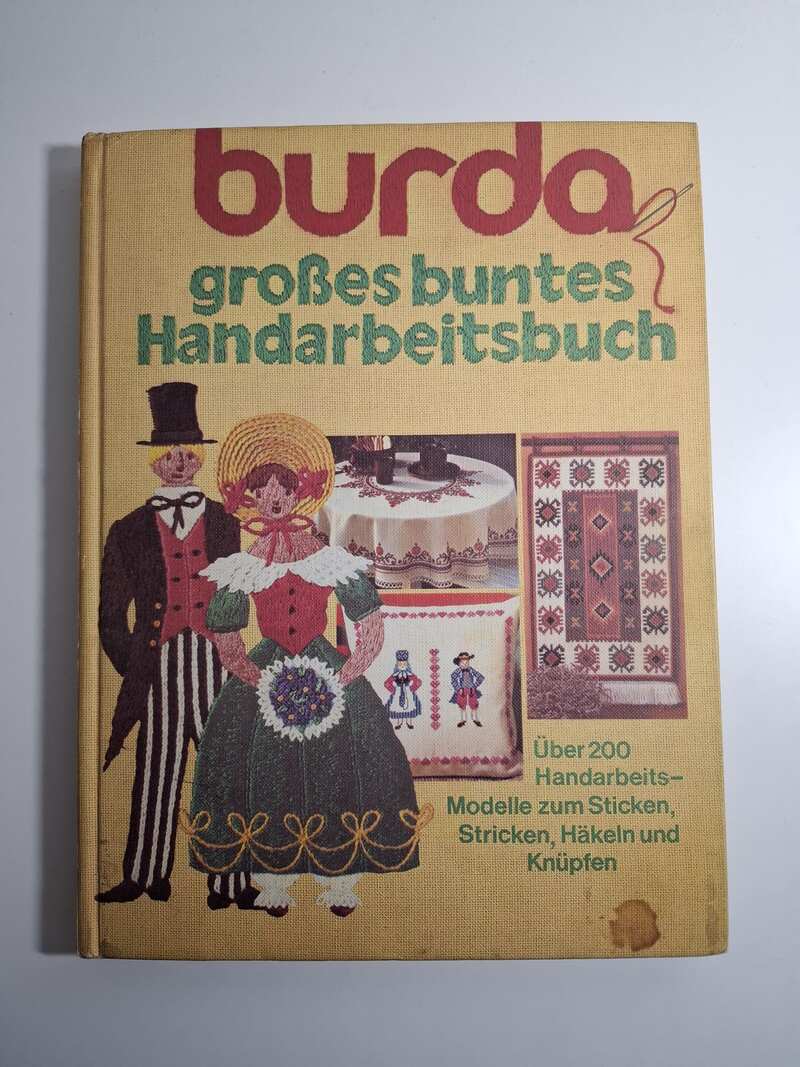 burda
großes buntes
Handarbeitsbuch
Über 200
Handarbeits-
Modelle zum Sticken,
Stricken, Häkeln und
Knüpfen